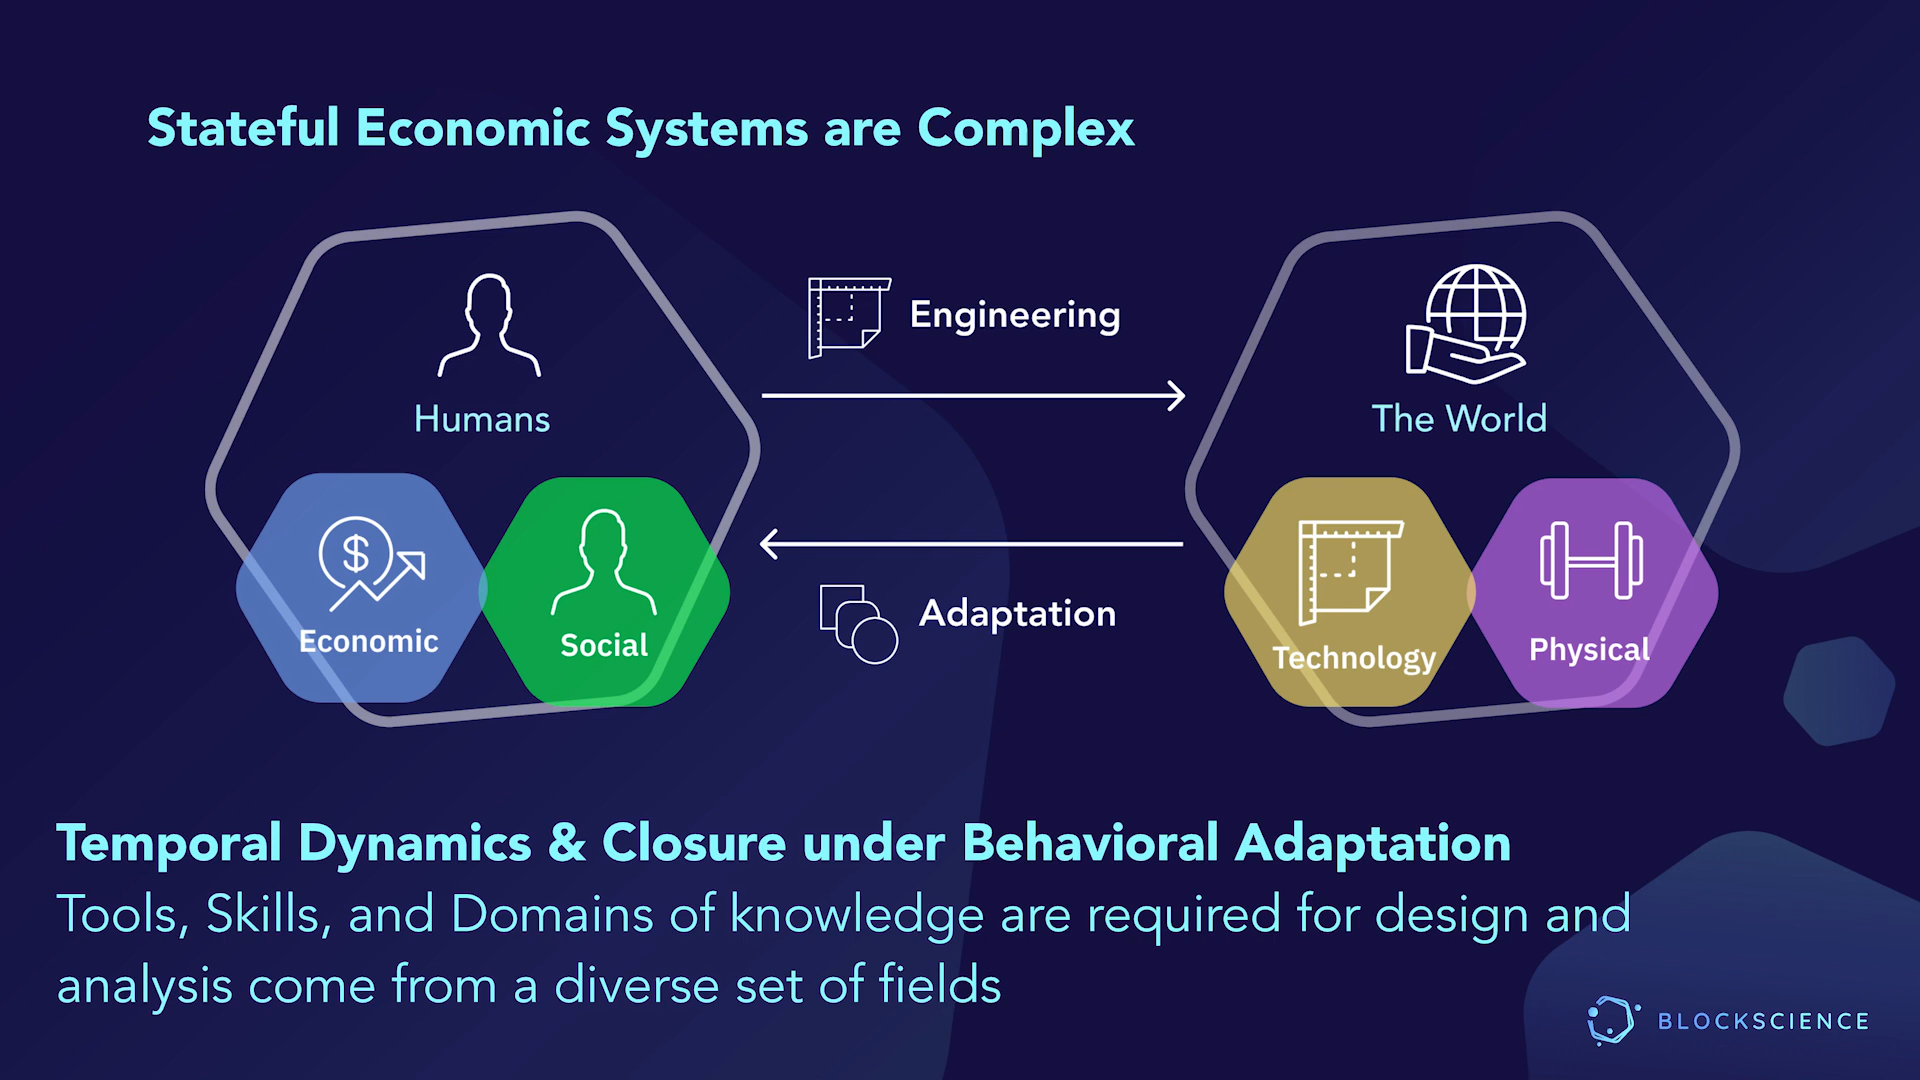 Stateful Economic Systems are Complex
Humans
Economic
Social
$
Engineering
Adaptation
The World
Technology
Physical
Temporal Dynamics & Closure under Behavioral Adaptation
Tools, Skills, and Domains of knowledge are required for design and
analysis come from a diverse set of fields
BLOCKSCIENCE